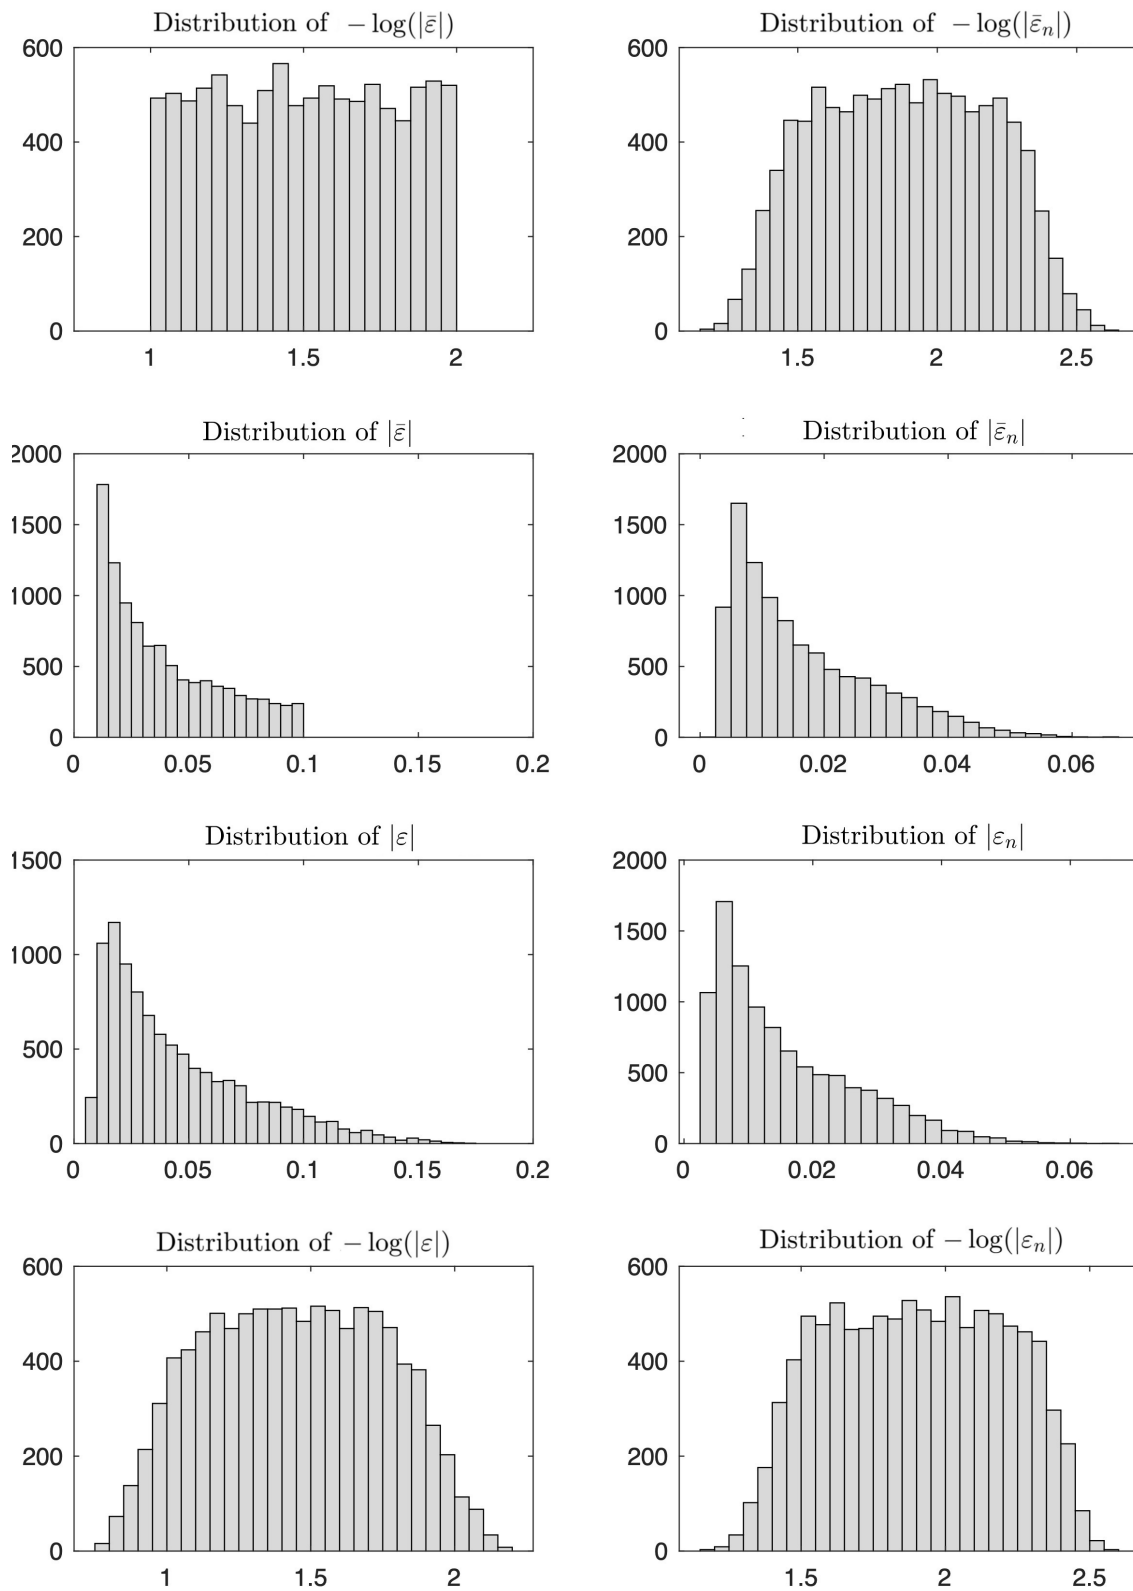 Distribution of − log(|ε̄|)
600
400
200
0
1 1.5 2
Distribution of − log(|ε̄ₙ|)
600
400
200
0
1.5 2 2.5
Distribution of |ε̄|
2000
1500
1000
500
0
0 0.05 0.1 0.15 0.2
Distribution of |ε̄ₙ|
2000
1500
1000
500
0
0 0.02 0.04 0.06
Distribution of |ε|
1500
1000
500
0
0 0.05 0.1 0.15 0.2
Distribution of |εₙ|
2000
1500
1000
500
0
0 0.02 0.04 0.06
Distribution of − log(|ε|)
600
400
200
0
1 1.5 2
Distribution of − log(|εₙ|)
600
400
200
0
1.5 2 2.5